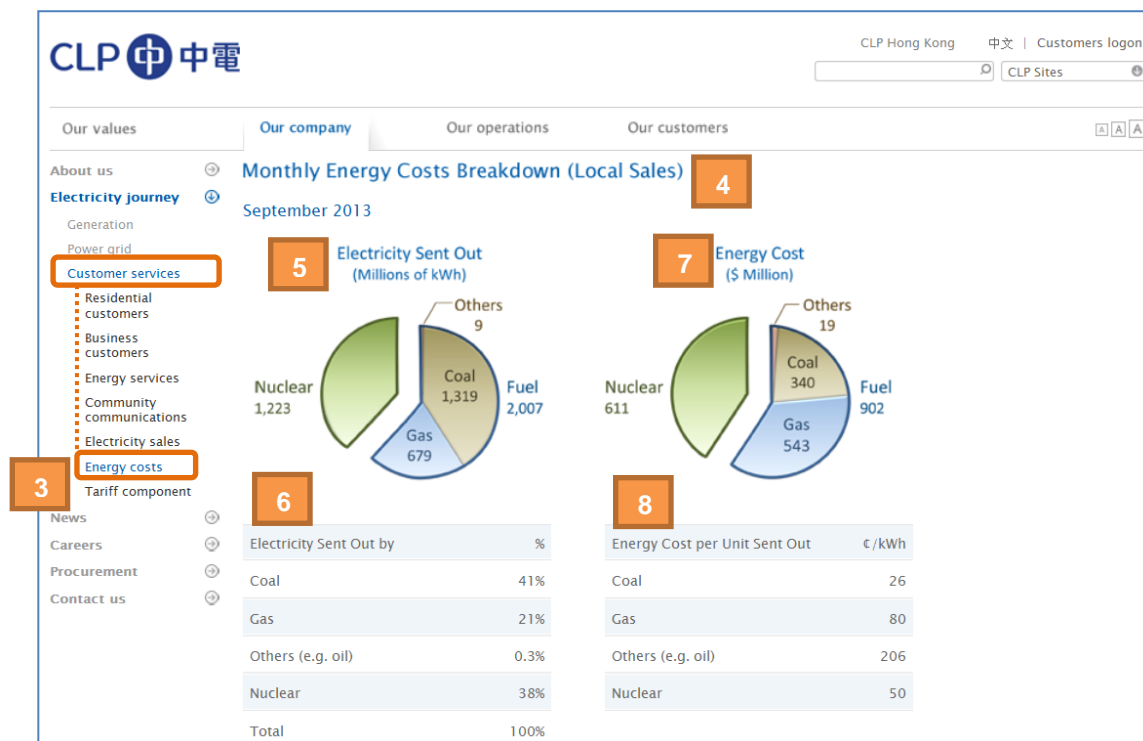 CLP 中電
CLP Hong Kong 中文 | Customers logon
CLP Sites
Our values Our company Our operations Our customers A A A
About us
Electricity journey
Generation
Power grid
Customer services
Residential
customers
Business
customers
Energy services
Community
communications
Electricity sales
Energy costs
Tariff component
3
News
Careers
Procurement
Contact us
Monthly Energy Costs Breakdown (Local Sales)
4
September 2013
5
Electricity Sent Out
(Millions of kWh)
Others
9
Nuclear
1,223
Coal
1,319
Fuel
2,007
Gas
679
7
Energy Cost
($ Million)
Others
19
Nuclear
611
Coal
340
Fuel
902
Gas
543
6
Electricity Sent Out by %
Coal 41%
Gas 21%
Others (e.g. oil) 0.3%
Nuclear 38%
Total 100%
8
Energy Cost per Unit Sent Out ¢/kWh
Coal 26
Gas 80
Others (e.g. oil) 206
Nuclear 50